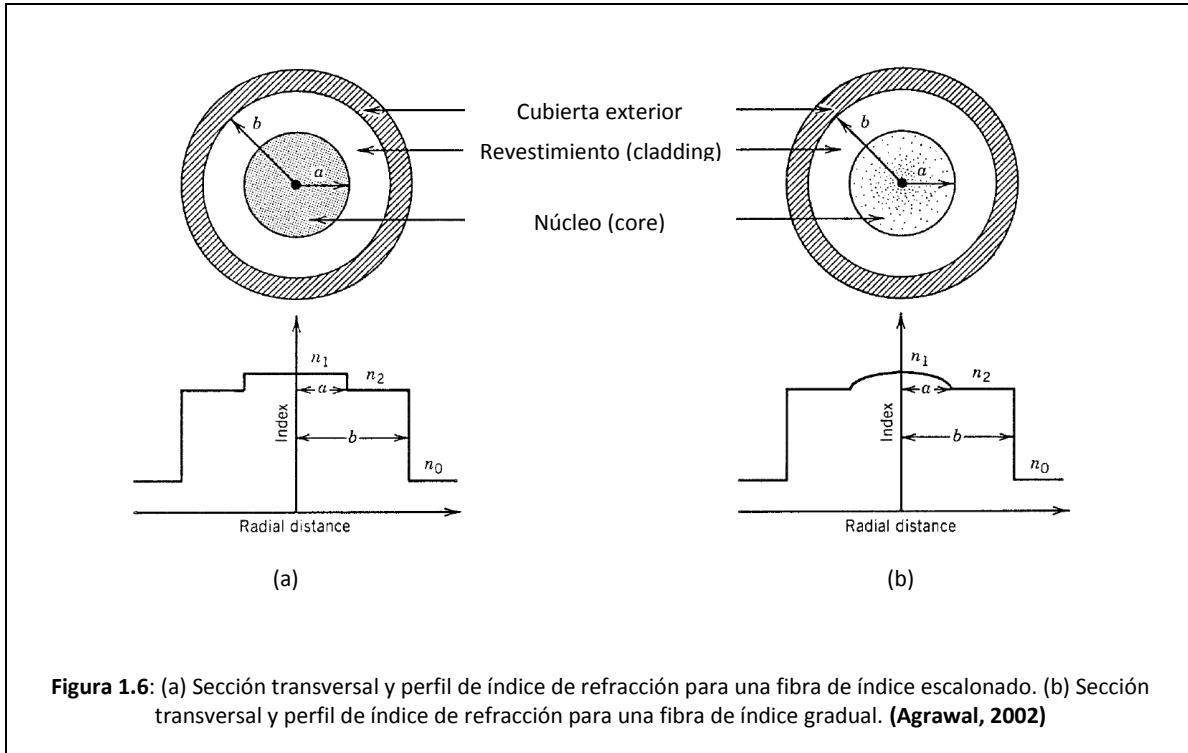 Cubierta exterior
Revestimiento (cladding)
Núcleo (core)
b
a
b
a
n1
n2
a
Index
b
n0
Radial distance
n1
n2
a
Index
b
n0
Radial distance
(a)
(b)
Figura 1.6: (a) Sección transversal y perfil de índice de refracción para una fibra de índice escalonado. (b) Sección
transversal y perfil de índice de refracción para una fibra de índice gradual. (Agrawal, 2002)